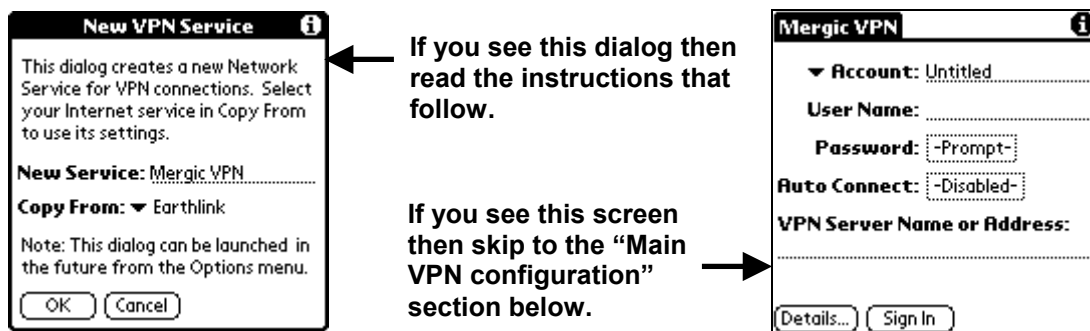 New VPN Service
This dialog creates a new Network
Service for VPN connections. Select
your Internet service in Copy From
to use its settings.
New Service: Mergic VPN
Copy From: Earthlink
Note: This dialog can be launched in
the future from the Options menu.
OK
Cancel
If you see this dialog then
read the instructions that
follow.
If you see this screen
then skip to the “Main
VPN configuration”
section below.
Mergic VPN
Account: Untitled
User Name:
Password: -Prompt-
Auto Connect: -Disabled-
VPN Server Name or Address:
Details...
Sign In